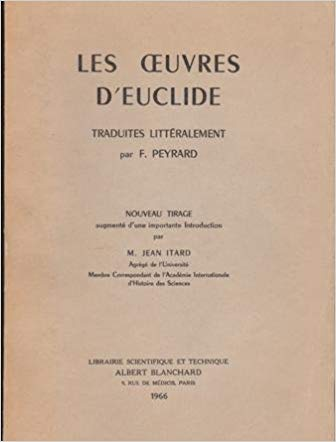 LES ŒUVRES
D'EUCLIDE
TRADUITES LITTÉRALEMENT
par F. PEYRARD
NOUVEAU TIRAGE
augmenté d'une importante Introduction
par
M. JEAN ITARD
Agrégé de l'Université
Membre Correspondant de l'Académie Internationale
d'Histoire des Sciences
LIBRAIRIE SCIENTIFIQUE ET TECHNIQUE
ALBERT BLANCHARD
9, RUE DE MÉDICIS, PARIS
1966